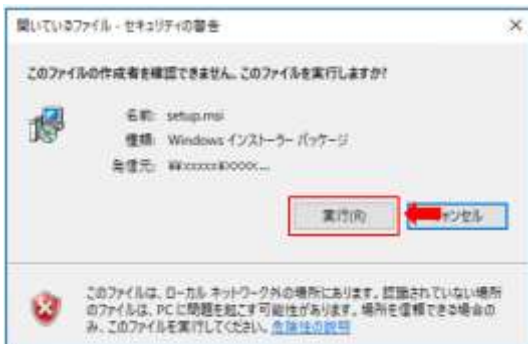 開いているファイル - セキュリティの警告
このファイルの作成者を確認できません。このファイルを実行しますか?
名前: setup.msi
種類: Windows インストーラー パッケージ
発信元:
実行(R)
キャンセル
このファイルは、ローカル ネットワーク外の場所にあります。認識されていない場所
のファイルは、PC に問題を起こす可能性があります。場所を信頼できる場合の
み、このファイルを実行してください。危険性の説明